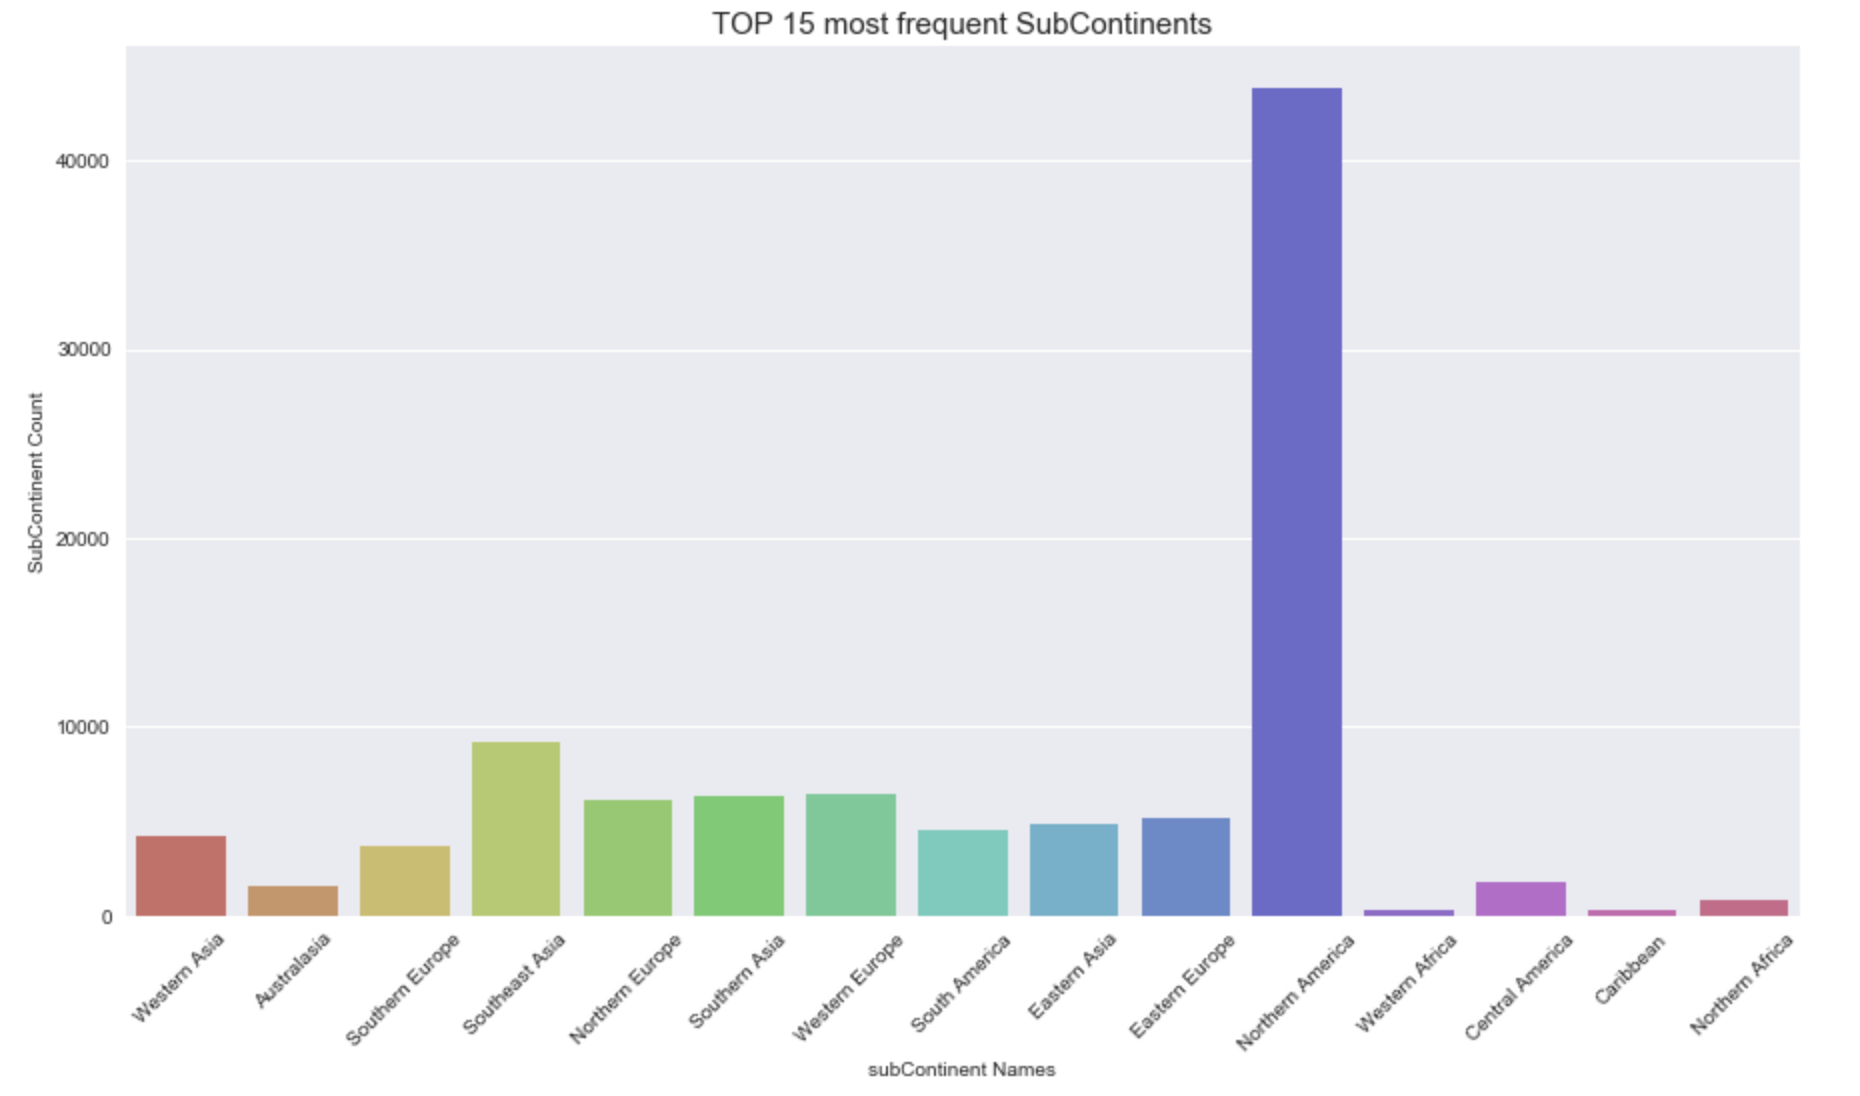 TOP 15 most frequent SubContinents
SubContinent Count
40000
30000
20000
10000
0
Western Asia
Australasia
Southern Europe
Southeast Asia
Northern Europe
Southern Asia
Western Europe
South America
Eastern Asia
Eastern Europe
Northern America
Western Africa
Central America
Caribbean
Northern Africa
subContinent Names